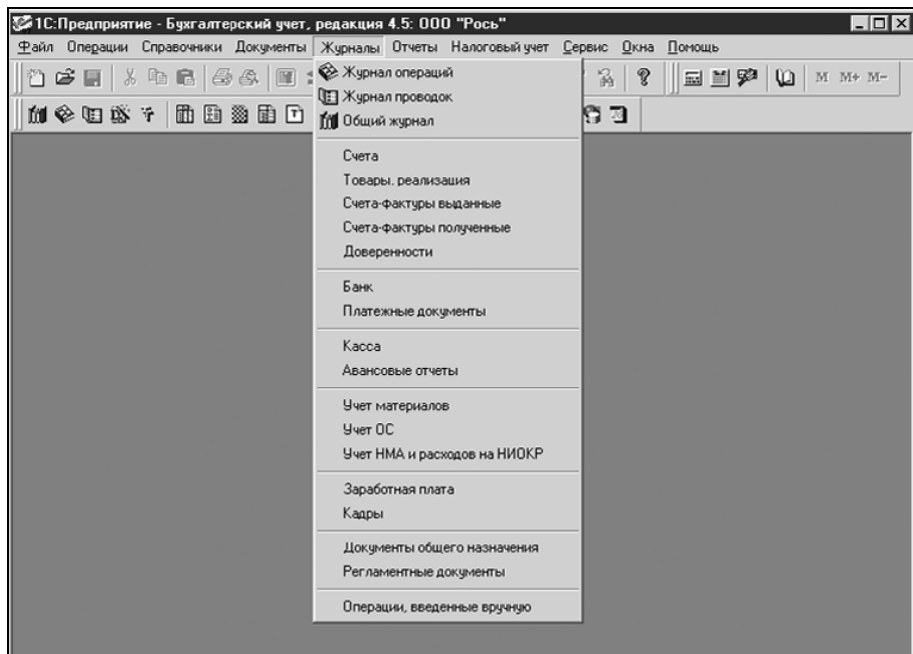 1С:Предприятие - Бухгалтерский учет, редакция 4.5: ООО "Рось"
Файл Операции Справочники Документы Журналы Отчеты Налоговый учет Сервис Окна Помощь
M M+ M-
Журнал операций
Журнал проводок
Общий журнал
Счета
Товары, реализация
Счета-фактуры выданные
Счета-фактуры полученные
Доверенности
Банк
Платежные документы
Касса
Авансовые отчеты
Учет материалов
Учет ОС
Учет НМА и расходов на НИОКР
Заработная плата
Кадры
Документы общего назначения
Регламентные документы
Операции, введенные вручную